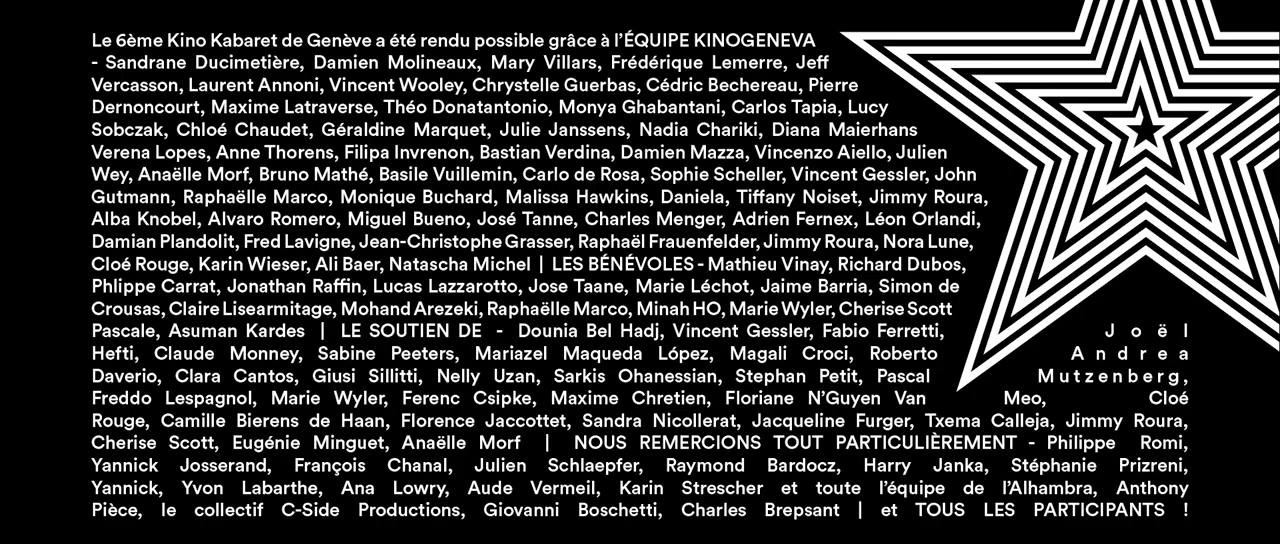 Le 6ème Kino Kabaret de Genève a été rendu possible grâce à l'ÉQUIPE KINOGENEVA
- Sandrane Ducimetière, Damien Molineaux, Mary Villars, Frédérique Lemerre, Jeff
Vercasson, Laurent Annoni, Vincent Wooley, Chrystelle Guerbas, Cédric Bechereau, Pierre
Dernoncourt, Maxime Latraverse, Théo Donatantonio, Monya Ghabantani, Carlos Tapia, Lucy
Sobczak, Chloé Chaudet, Géraldine Marquet, Julie Janssens, Nadia Chariki, Diana Maierhans
Verena Lopes, Anne Thorens, Filipa Invrenon, Bastian Verdina, Damien Mazza, Vincenzo Aiello, Julien
Wey, Anaëlle Morf, Bruno Mathé, Basile Vuillemin, Carlo de Rosa, Sophie Scheller, Vincent Gessler, John
Gutmann, Raphaëlle Marco, Monique Buchard, Malissa Hawkins, Daniela, Tiffany Noiset, Jimmy Roura,
Alba Knobel, Alvaro Romero, Miguel Bueno, José Tanne, Charles Menger, Adrien Fernex, Léon Orlandi,
Damian Plandolit, Fred Lavigne, Jean-Christophe Grasser, Raphaël Frauenfelder, Jimmy Roura, Nora Lune,
Cloé Rouge, Karin Wieser, Ali Baer, Natascha Michel | LES BÉNÉVOLES - Mathieu Vinay, Richard Dubos,
Phlippe Carrat, Jonathan Raffin, Lucas Lazzarotto, Jose Taane, Marie Léchot, Jaime Barria, Simon de
Crousas, Claire Lisearmitage, Mohand Arezeki, Raphaëlle Marco, Minah HO, Marie Wyler, Cherise Scott
Pascale, Asuman Kardes | LE SOUTIEN DE - Dounia Bel Hadj, Vincent Gessler, Fabio Ferretti, Joël
Hefti, Claude Monney, Sabine Peeters, Mariazel Maqueda López, Magali Croci, Roberto Andrea
Daverio, Clara Cantos, Giusi Sillitti, Nelly Uzan, Sarkis Ohanessian, Stephan Petit, Pascal Mutzenberg,
Freddo Lespagnol, Marie Wyler, Ferenc Csipke, Maxime Chretien, Floriane N'Guyen Van Meo, Cloé
Rouge, Camille Bierens de Haan, Florence Jaccottet, Sandra Nicollerat, Jacqueline Furger, Txema Calleja, Jimmy Roura,
Cherise Scott, Eugénie Minguet, Anaëlle Morf | NOUS REMERCIONS TOUT PARTICULIÈREMENT - Philippe Romi,
Yannick Josserand, François Chanal, Julien Schlaepfer, Raymond Bardocz, Harry Janka, Stéphanie Prizreni,
Yannick, Yvon Labarthe, Ana Lowry, Aude Vermeil, Karin Strescher et toute l'équipe de l'Alhambra, Anthony
Pièce, le collectif C-Side Productions, Giovanni Boschetti, Charles Brepsant | et TOUS LES PARTICIPANTS !